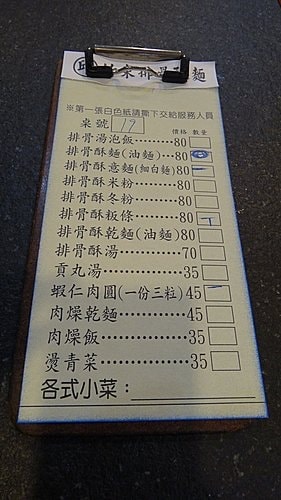 邱
麵
※第一張白色紙請撕下交給服務人員
桌號 17 價格 數量
排骨湯泡飯········80
排骨酥麵(油麵)··80
排骨酥意麵(細白麵)80
排骨酥米粉········80
排骨酥冬粉········80
排骨酥粄條········80
排骨酥乾麵(油麵)80
排骨酥湯··········70
貢丸湯·············35
蝦仁肉圓(一份三粒)45
肉燥乾麵··········45
肉燥飯·············35
燙青菜·············35
各式小菜：